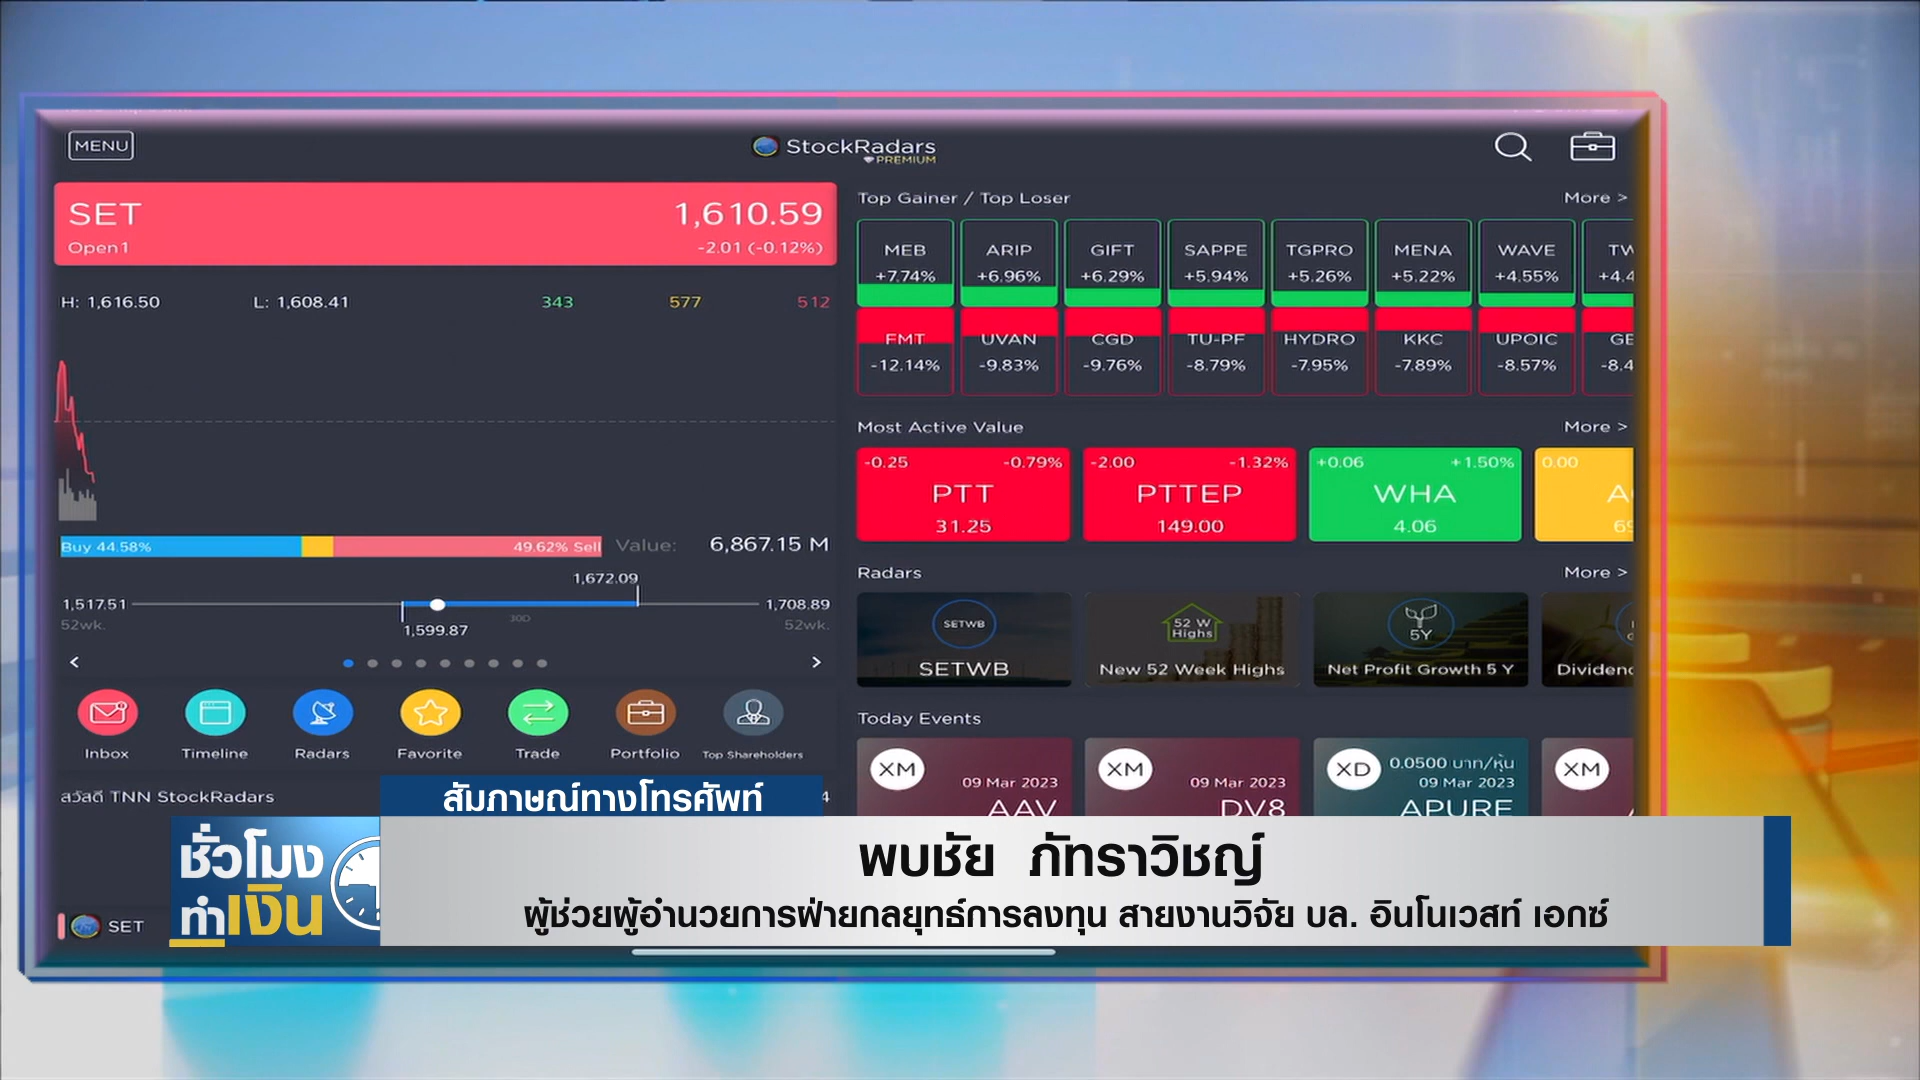 MENU
StockRadars
PREMIUM
SET 1,610.59
Open1 -2.01 (-0.12%)
H: 1,616.50 L: 1,608.41 343 577 512
Buy 44.58% 49.62% Sell Value: 6,867.15 M
1,672.09
1,517.51 1,708.89
52wk. 30D 52wk.
1,599.87
Inbox Timeline Radars Favorite Trade Portfolio Top Shareholders
สวัสดี TNN StockRadars
SET
Top Gainer / Top Loser More >
MEB ARIP GIFT SAPPE TGPRO MENA WAVE TW
+7.74% +6.96% +6.29% +5.94% +5.26% +5.22% +4.55% +4.4
FMT UVAN CGD TU-PF HYDRO KKC UPOIC GE
-12.14% -9.83% -9.76% -8.79% -7.95% -7.89% -8.57% -8.4
Most Active Value More >
-0.25 -0.79% -2.00 -1.32% +0.06 +1.50% 0.00
PTT PTTEP WHA A
31.25 149.00 4.06 69
Radars More >
SETWB 52 W Highs 5Y
SETWB New 52 Week Highs Net Profit Growth 5 Y Dividend
Today Events
XM XM XD 0.0500 บาท/หุ้น XM
09 Mar 2023 09 Mar 2023 09 Mar 2023
AAV DV8 APURE
สัมภาษณ์ทางโทรศัพท์ 4
ชั่วโมง
ทำเงิน
พบชัย ภัทราวิชญ์
ผู้ช่วยผู้อำนวยการฝ่ายกลยุทธ์การลงทุน สายงานวิจัย บล. อินโนเวสท์ เอกซ์